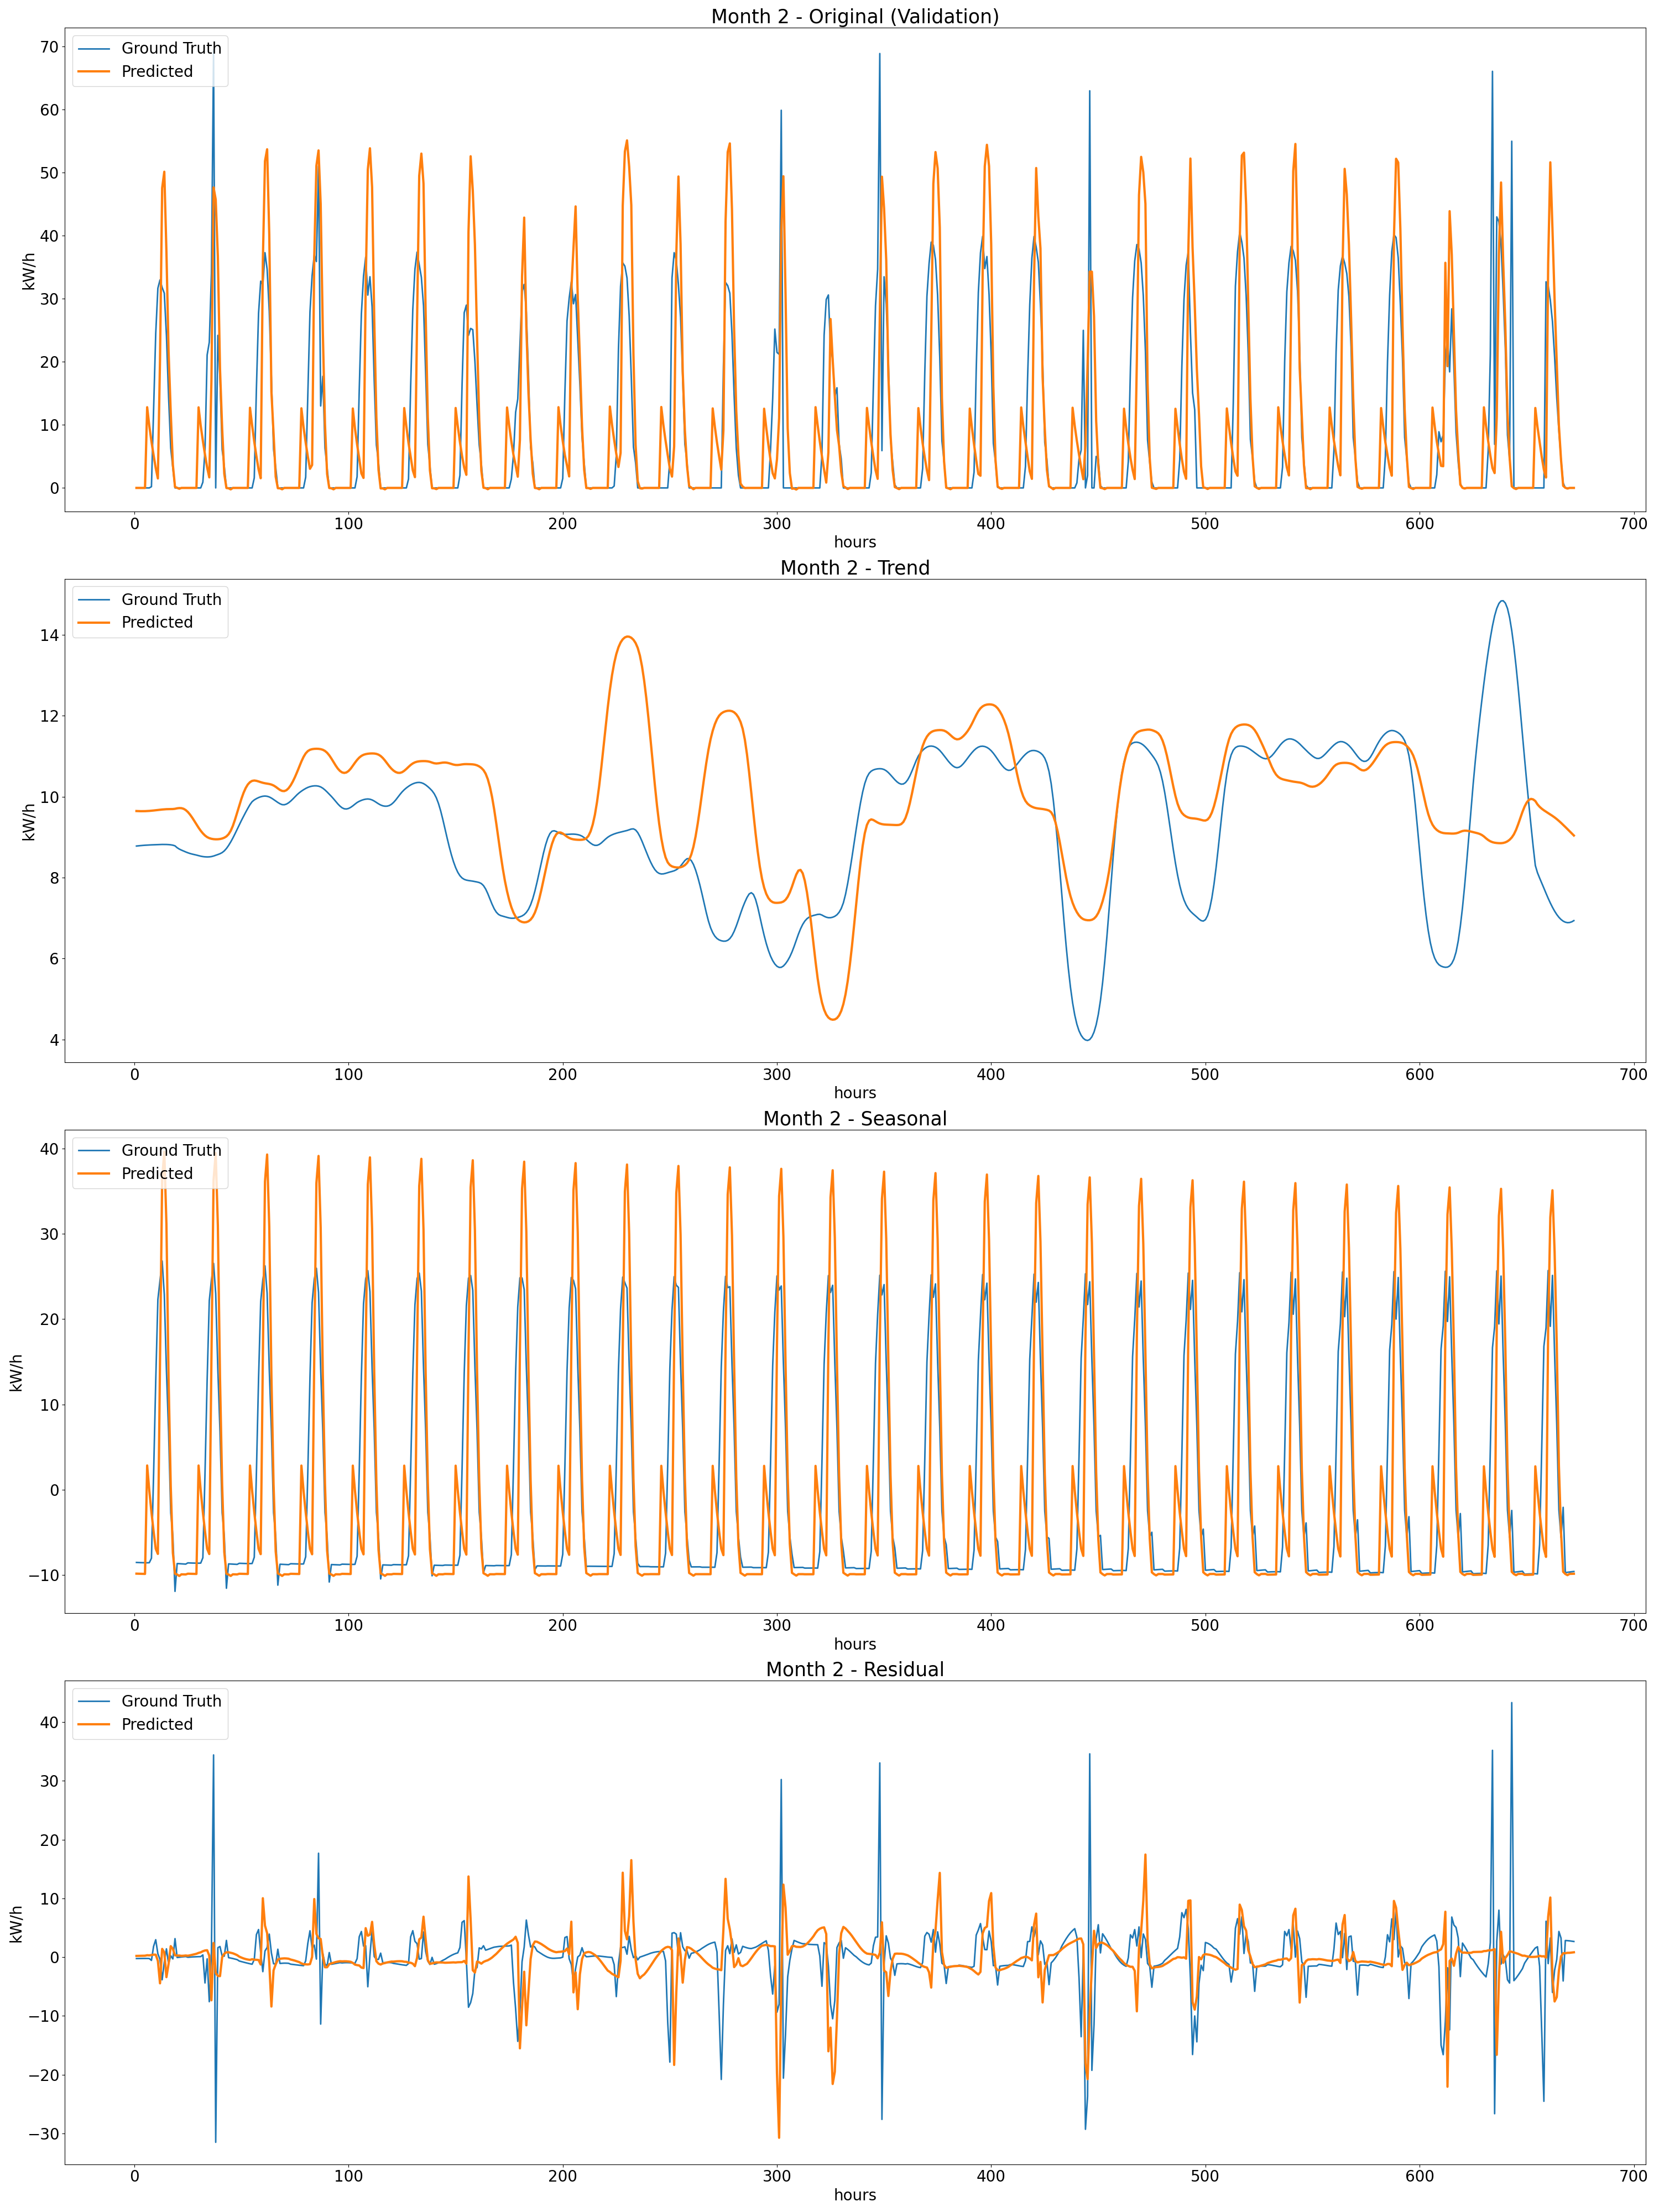 Month 2 - Original (Validation)
Ground Truth
Predicted
70
60
50
40
30
20
10
0
kW/h
0 100 200 300 400 500 600 700
hours
Month 2 - Trend
Ground Truth
Predicted
14
12
10
8
6
4
kW/h
0 100 200 300 400 500 600 700
hours
Month 2 - Seasonal
Ground Truth
Predicted
40
30
20
10
0
−10
kW/h
0 100 200 300 400 500 600 700
hours
Month 2 - Residual
Ground Truth
Predicted
40
30
20
10
0
−10
−20
−30
kW/h
0 100 200 300 400 500 600 700
hours